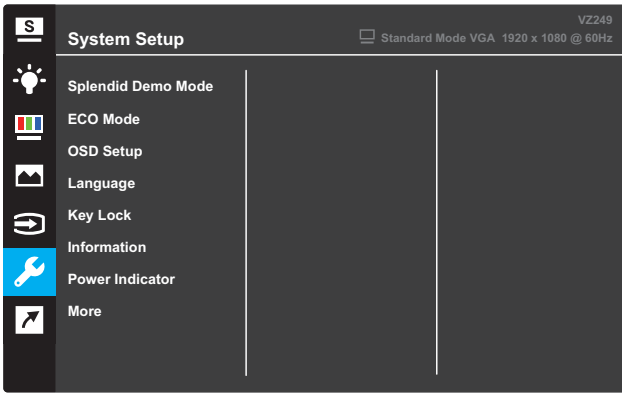 S
VZ249
System Setup
Standard Mode VGA 1920 x 1080 @ 60Hz
Splendid Demo Mode
ECO Mode
OSD Setup
Language
Key Lock
Information
Power Indicator
More